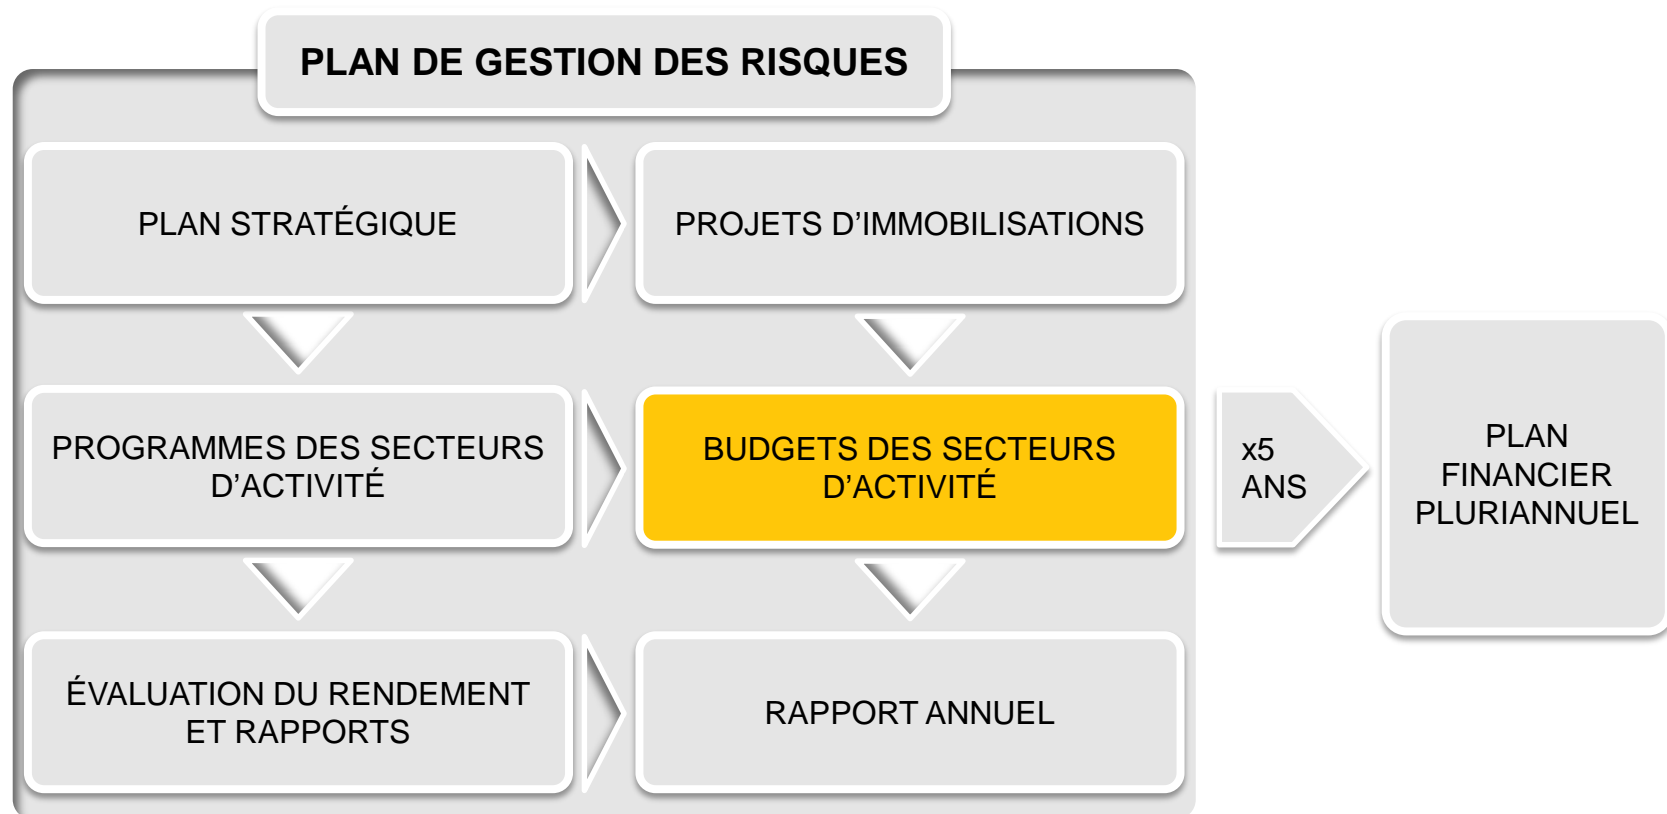 PLAN DE GESTION DES RISQUES
PLAN STRATÉGIQUE
PROJETS D’IMMOBILISATIONS
PROGRAMMES DES SECTEURS
D’ACTIVITÉ
BUDGETS DES SECTEURS
D’ACTIVITÉ
x5
ANS
PLAN
FINANCIER
PLURIANNUEL
ÉVALUATION DU RENDEMENT
ET RAPPORTS
RAPPORT ANNUEL